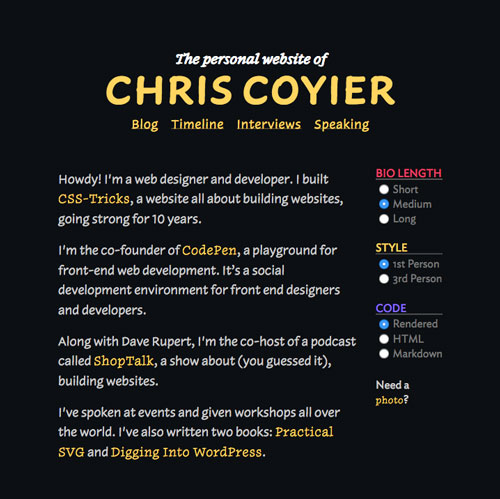 The personal website of
CHRIS COYIER
Blog Timeline Interviews Speaking
Howdy! I'm a web designer and developer. I built
CSS-Tricks, a website all about building websites,
going strong for 10 years.
I'm the co-founder of CodePen, a playground for
front-end web development. It's a social
development environment for front end designers
and developers.
Along with Dave Rupert, I'm the co-host of a podcast
called ShopTalk, a show about (you guessed it),
building websites.
I've spoken at events and given workshops all over
the world. I've also written two books: Practical
SVG and Digging Into WordPress.
BIO LENGTH
Short
Medium
Long
STYLE
1st Person
3rd Person
CODE
Rendered
HTML
Markdown
Need a
photo?